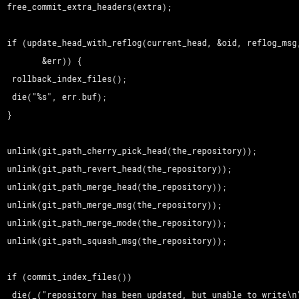 free_commit_extra_headers(extra);
if (update_head_with_reflog(current_head, &oid, reflog_msg,
&err)) {
rollback_index_files();
die("%s", err.buf);
}
unlink(git_path_cherry_pick_head(the_repository));
unlink(git_path_revert_head(the_repository));
unlink(git_path_merge_head(the_repository));
unlink(git_path_merge_msg(the_repository));
unlink(git_path_merge_mode(the_repository));
unlink(git_path_squash_msg(the_repository));
if (commit_index_files())
die(_("repository has been updated, but unable to write\n"